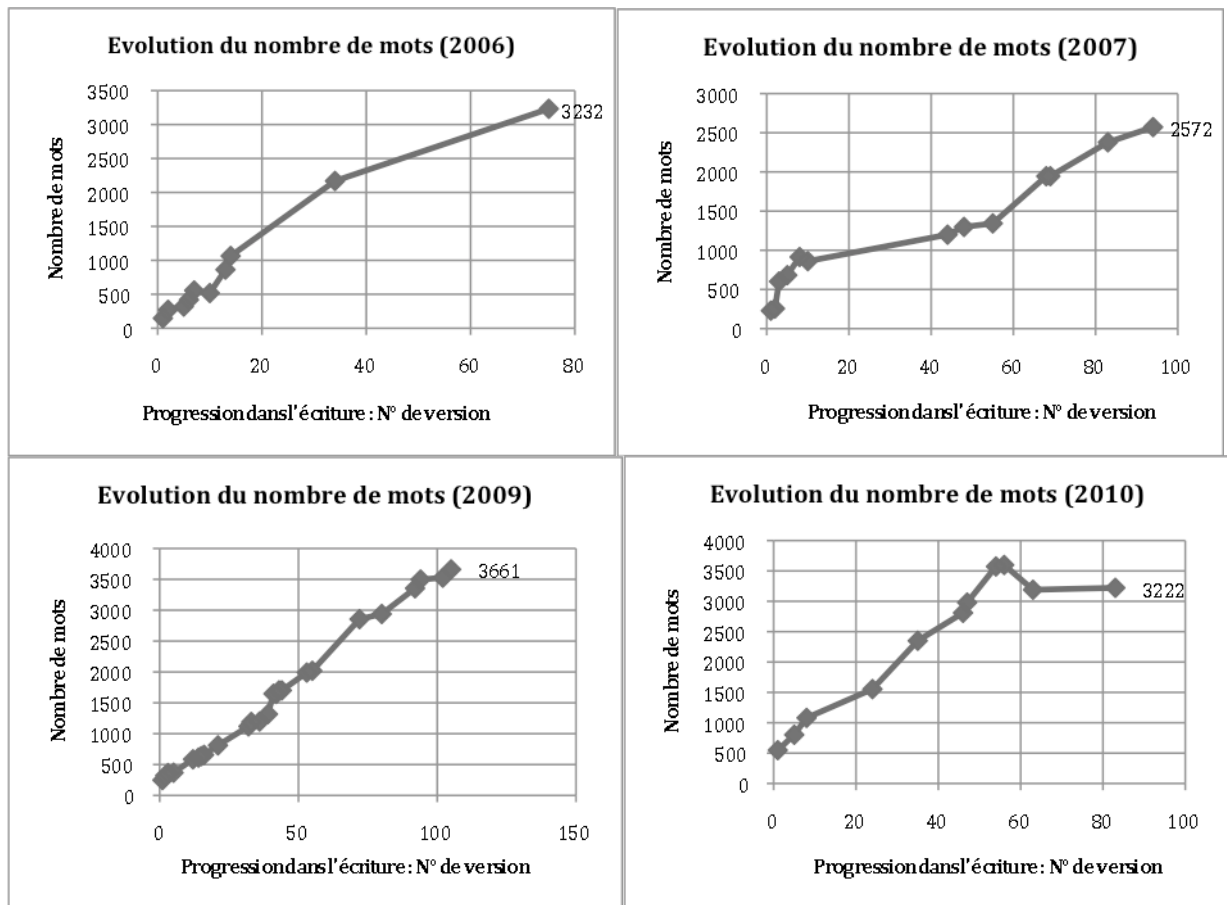 Evolution du nombre de mots (2006)
3500
3000
2500
2000
1500
1000
500
0
3232
0 20 40 60 80
Nombre de mots
Progression dans l'écriture : N° de version
Evolution du nombre de mots (2007)
3000
2500
2000
1500
1000
500
0
2572
0 20 40 60 80 100
Nombre de mots
Progression dans l'écriture : N° de version
Evolution du nombre de mots (2009)
4000
3500
3000
2500
2000
1500
1000
500
0
3661
0 50 100 150
Nombre de mots
Progression dans l'écriture : N° de version
Evolution du nombre de mots (2010)
4000
3500
3000
2500
2000
1500
1000
500
0
3222
0 20 40 60 80 100
Nombre de mots
Progression dans l'écriture : N° de version